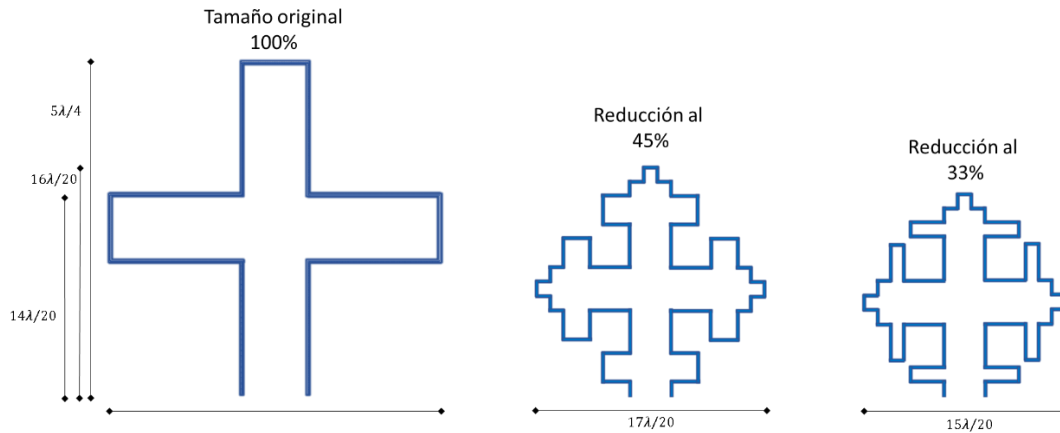 Tamaño original
100%
5λ/4
16λ/20
14λ/20
Reducción al
45%
17λ/20
Reducción al
33%
15λ/20